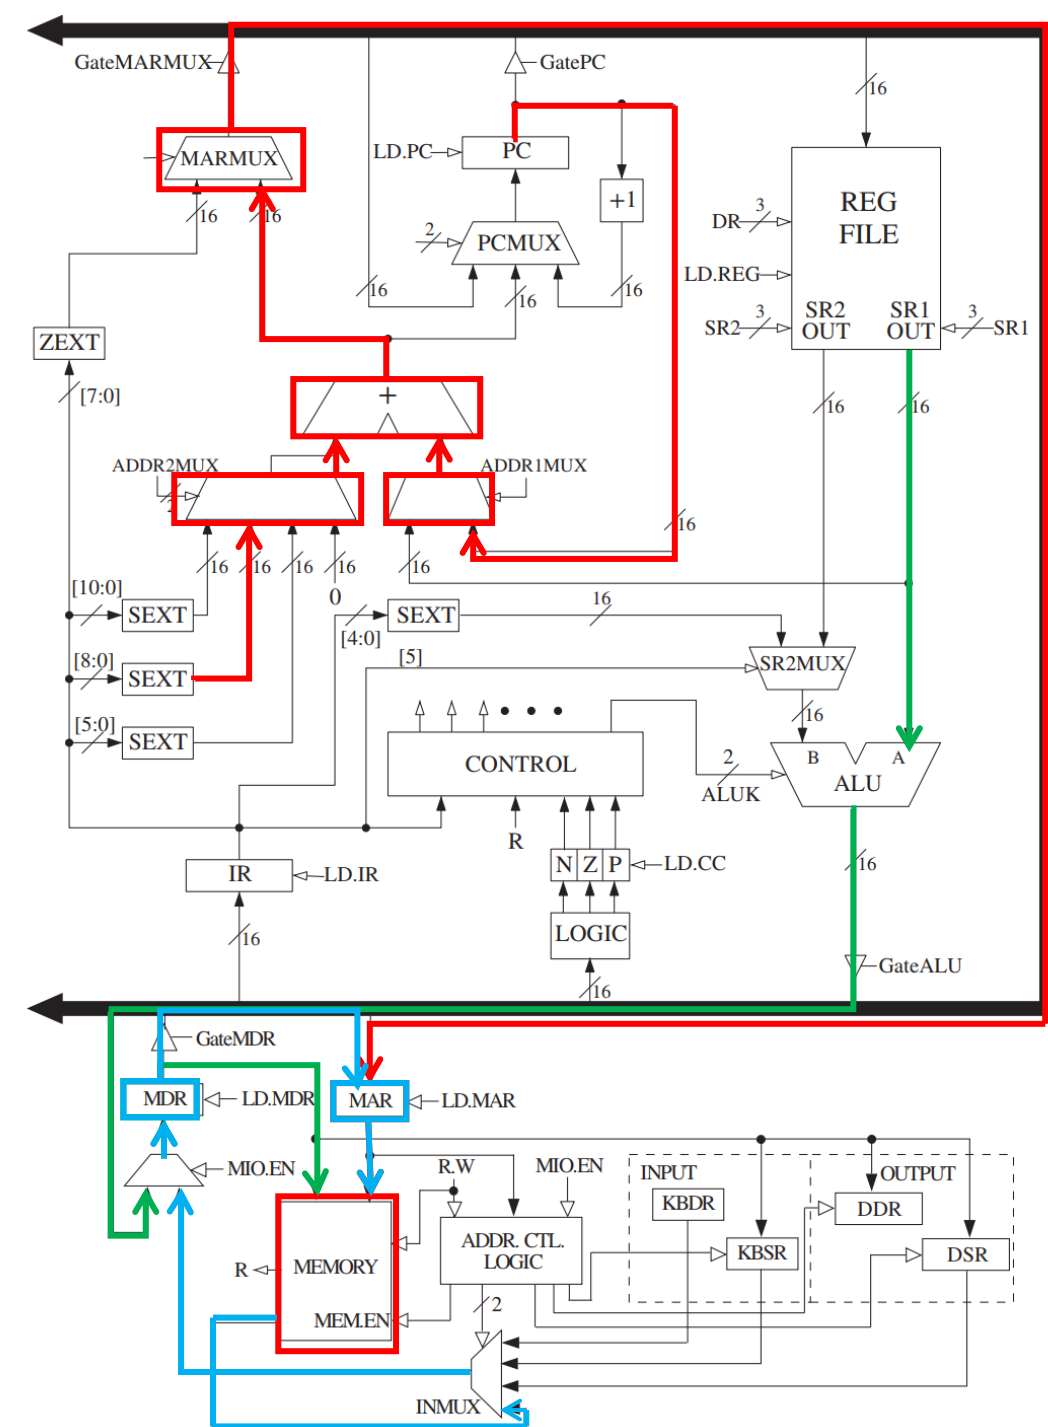 GateMARMUX
GatePC
16
MARMUX
LD.PC
PC
16
16
+1
REG
FILE
DR
3
2
PCMUX
LD.REG
16
16
16
SR2
3
SR2
OUT
SR1
OUT
3
SR1
ZEXT
[7:0]
+
16
16
ADDR2MUX
ADDR1MUX
2
16
16
16
16
16
16
0
[10:0]
SEXT
[4:0]
SEXT
16
[8:0]
SEXT
[5]
SR2MUX
[5:0]
SEXT
16
CONTROL
2
ALUK
B
A
ALU
R
IR
LD.IR
N
Z
P
LD.CC
16
LOGIC
16
16
GateALU
GateMDR
MDR
LD.MDR
MAR
LD.MAR
MIO.EN
R.W
MIO.EN
INPUT
OUTPUT
KBDR
DDR
R
MEMORY
ADDR. CTL.
LOGIC
KBSR
DSR
MEM.EN
2
INMUX